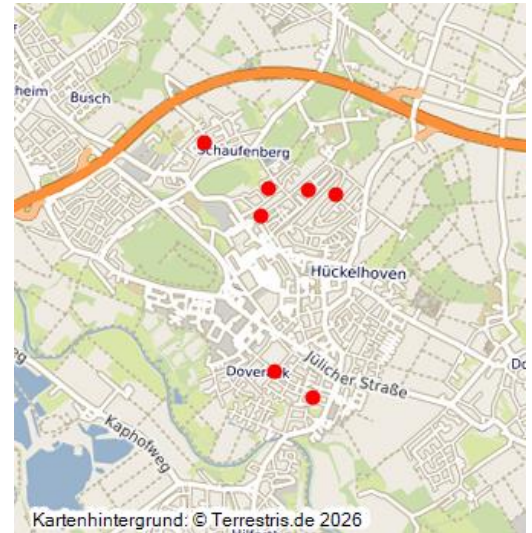 Busch
Schaufenberg
Hückelhoven
Jülicher Straße
Kaphofweg
Kartenhintergrund: © Terrestris.de 2026